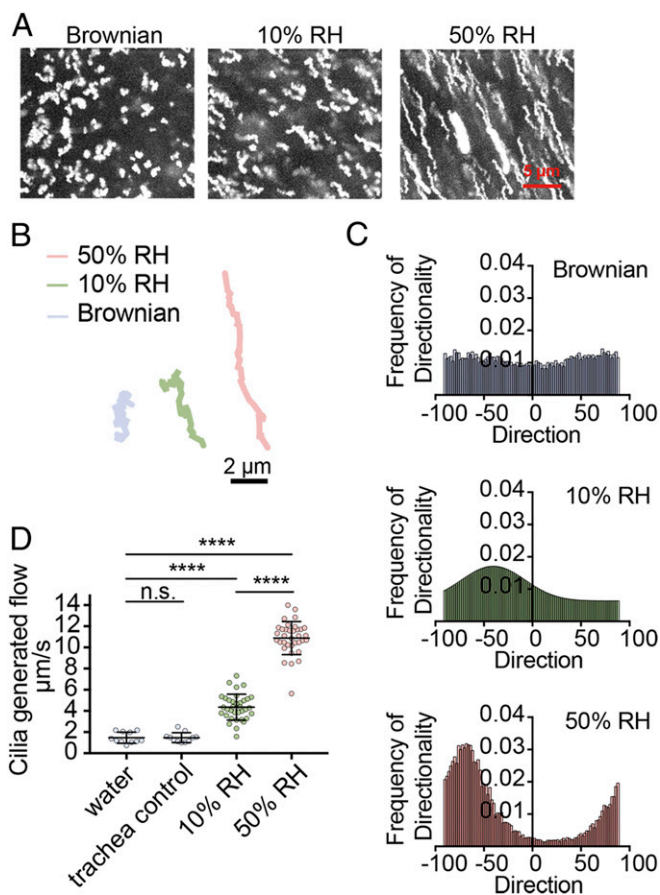 A
Brownian
10% RH
50% RH
5 µm
B
50% RH
10% RH
Brownian
2 µm
C
Frequency of
Directionality
0.04
0.03
0.02
0.01
Brownian
-100
-50
0
50
100
Direction
Frequency of
Directionality
0.04
0.03
0.02
0.01
10% RH
-100
-50
0
50
100
Direction
Frequency of
Directionality
0.04
0.03
0.02
0.01
50% RH
-100
-50
0
50
100
Direction
D
Cilia generated flow
µm/s
14
12
10
8
6
4
2
0
****
****
n.s.
****
water
trachea control
10% RH
50% RH